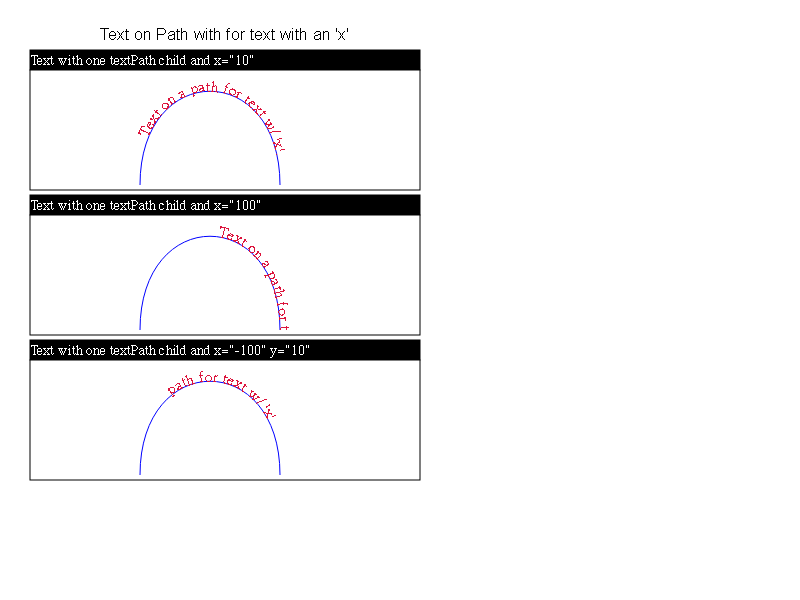 Text on Path with for text with an 'x'
Text with one textPath child and x="10"
Text on a path for text w/ 'x'
Text with one textPath child and x="100"
Text on a path for t
Text with one textPath child and x="-100" y="10"
path for text w/ 'x'